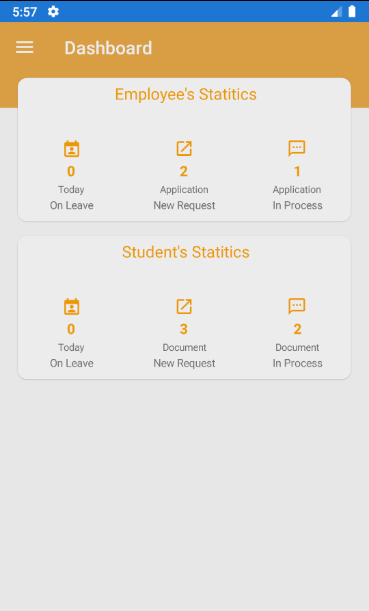 5:57
Dashboard
Employee's Statitics
0 2 1
Today Application Application
On Leave New Request In Process
Student's Statitics
0 3 2
Today Document Document
On Leave New Request In Process